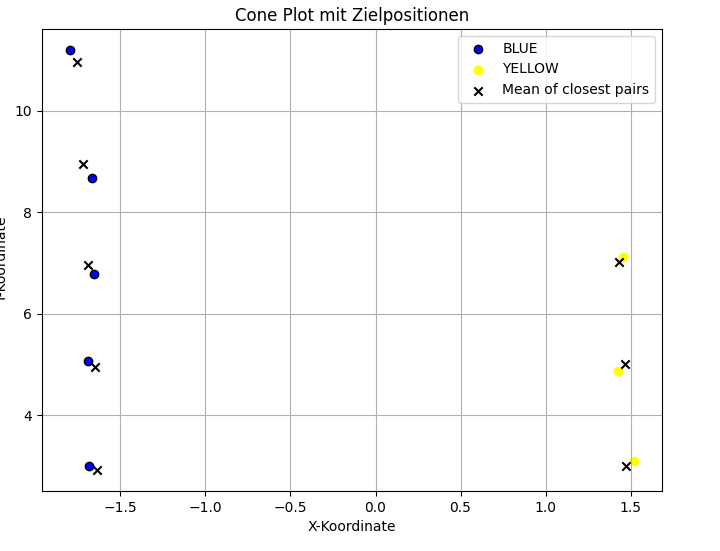 Cone Plot mit Zielpositionen
BLUE
YELLOW
Mean of closest pairs
10
8
6
4
−1.5
−1.0
−0.5
0.0
0.5
1.0
1.5
X-Koordinate